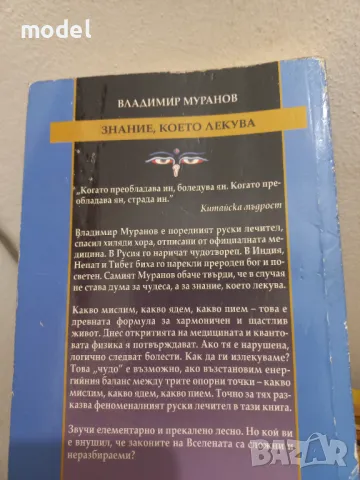 model
ВЛАДИМИР МУРАНОВ
ЗНАНИЕ, КОЕТО ЛЕКУВА
„Когато преобладава ин, боледува ян. Когато пре-
обладава ян, страда ин."
Китайска мъдрост
Владимир Муранов е поредният руски лечител,
спасил хиляди хора, отписани от официалната ме-
дицина. В Русия го наричат чудотворец. В Индия,
Непал и Тибет биха го нарекли прероден бог и по-
светен. Самият Муранов обаче твърди, че в случая
не става дума за чудеса, а за знание, което лекува.
Какво мислим, какво ядем, какво пием – това е
древната формула за хармоничен и щастлив
живот. Днес откритията на медицината и кванто-
вата физика я потвърждават. Ако тя е нарушена,
логично следват болести. Как да ги излекуваме?
Това „чудо" е възможно, ако възстановим енер-
гийния баланс между трите опорни точки – какво
мислим, какво ядем, какво пием. Точно за тях раз-
казва феноменалният руски лечител в тази книга.
Звучи елементарно и прекалено лесно. Но кой ви
е внушил, че законите на Вселената са сложни и
неразбираеми?
BAZAR